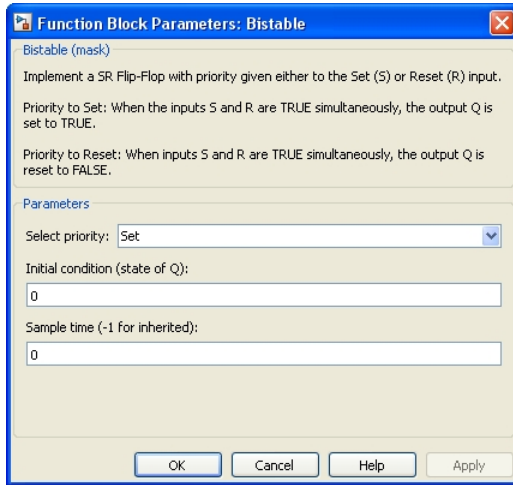 Function Block Parameters: Bistable
Bistable (mask)
Implement a SR Flip-Flop with priority given either to the Set (S) or Reset (R) input.
Priority to Set: When the inputs S and R are TRUE simultaneously, the output Q is
set to TRUE.
Priority to Reset: When inputs S and R are TRUE simultaneously, the output Q is
reset to FALSE.
Parameters
Select priority: Set
Initial condition (state of Q):
0
Sample time (-1 for inherited):
0
OK Cancel Help Apply